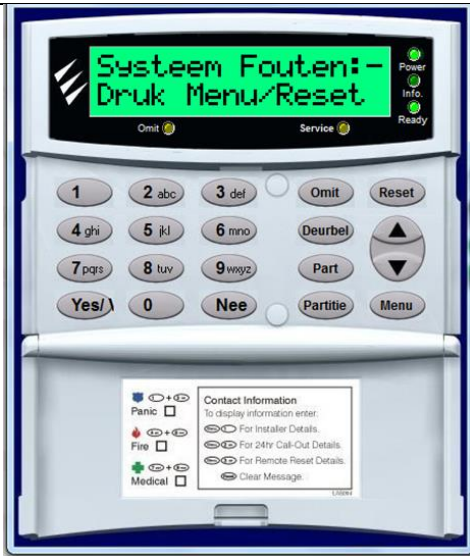 Systeem Fouten:-
Druk Menu/Reset
Power
Info.
Ready
Omit
Service
1
2 abc
3 def
Omit
Reset
4 ghi
5 jkl
6 mno
Deurbel
7 pqrs
8 tuv
9 wxyz
Part
Yes/
0
Nee
Partitie
Menu
Panic
Fire
Medical
Contact Information
To display information enter:
For Installer Details.
For 24hr Call-Out Details.
For Remote Reset Details.
Clear Message.